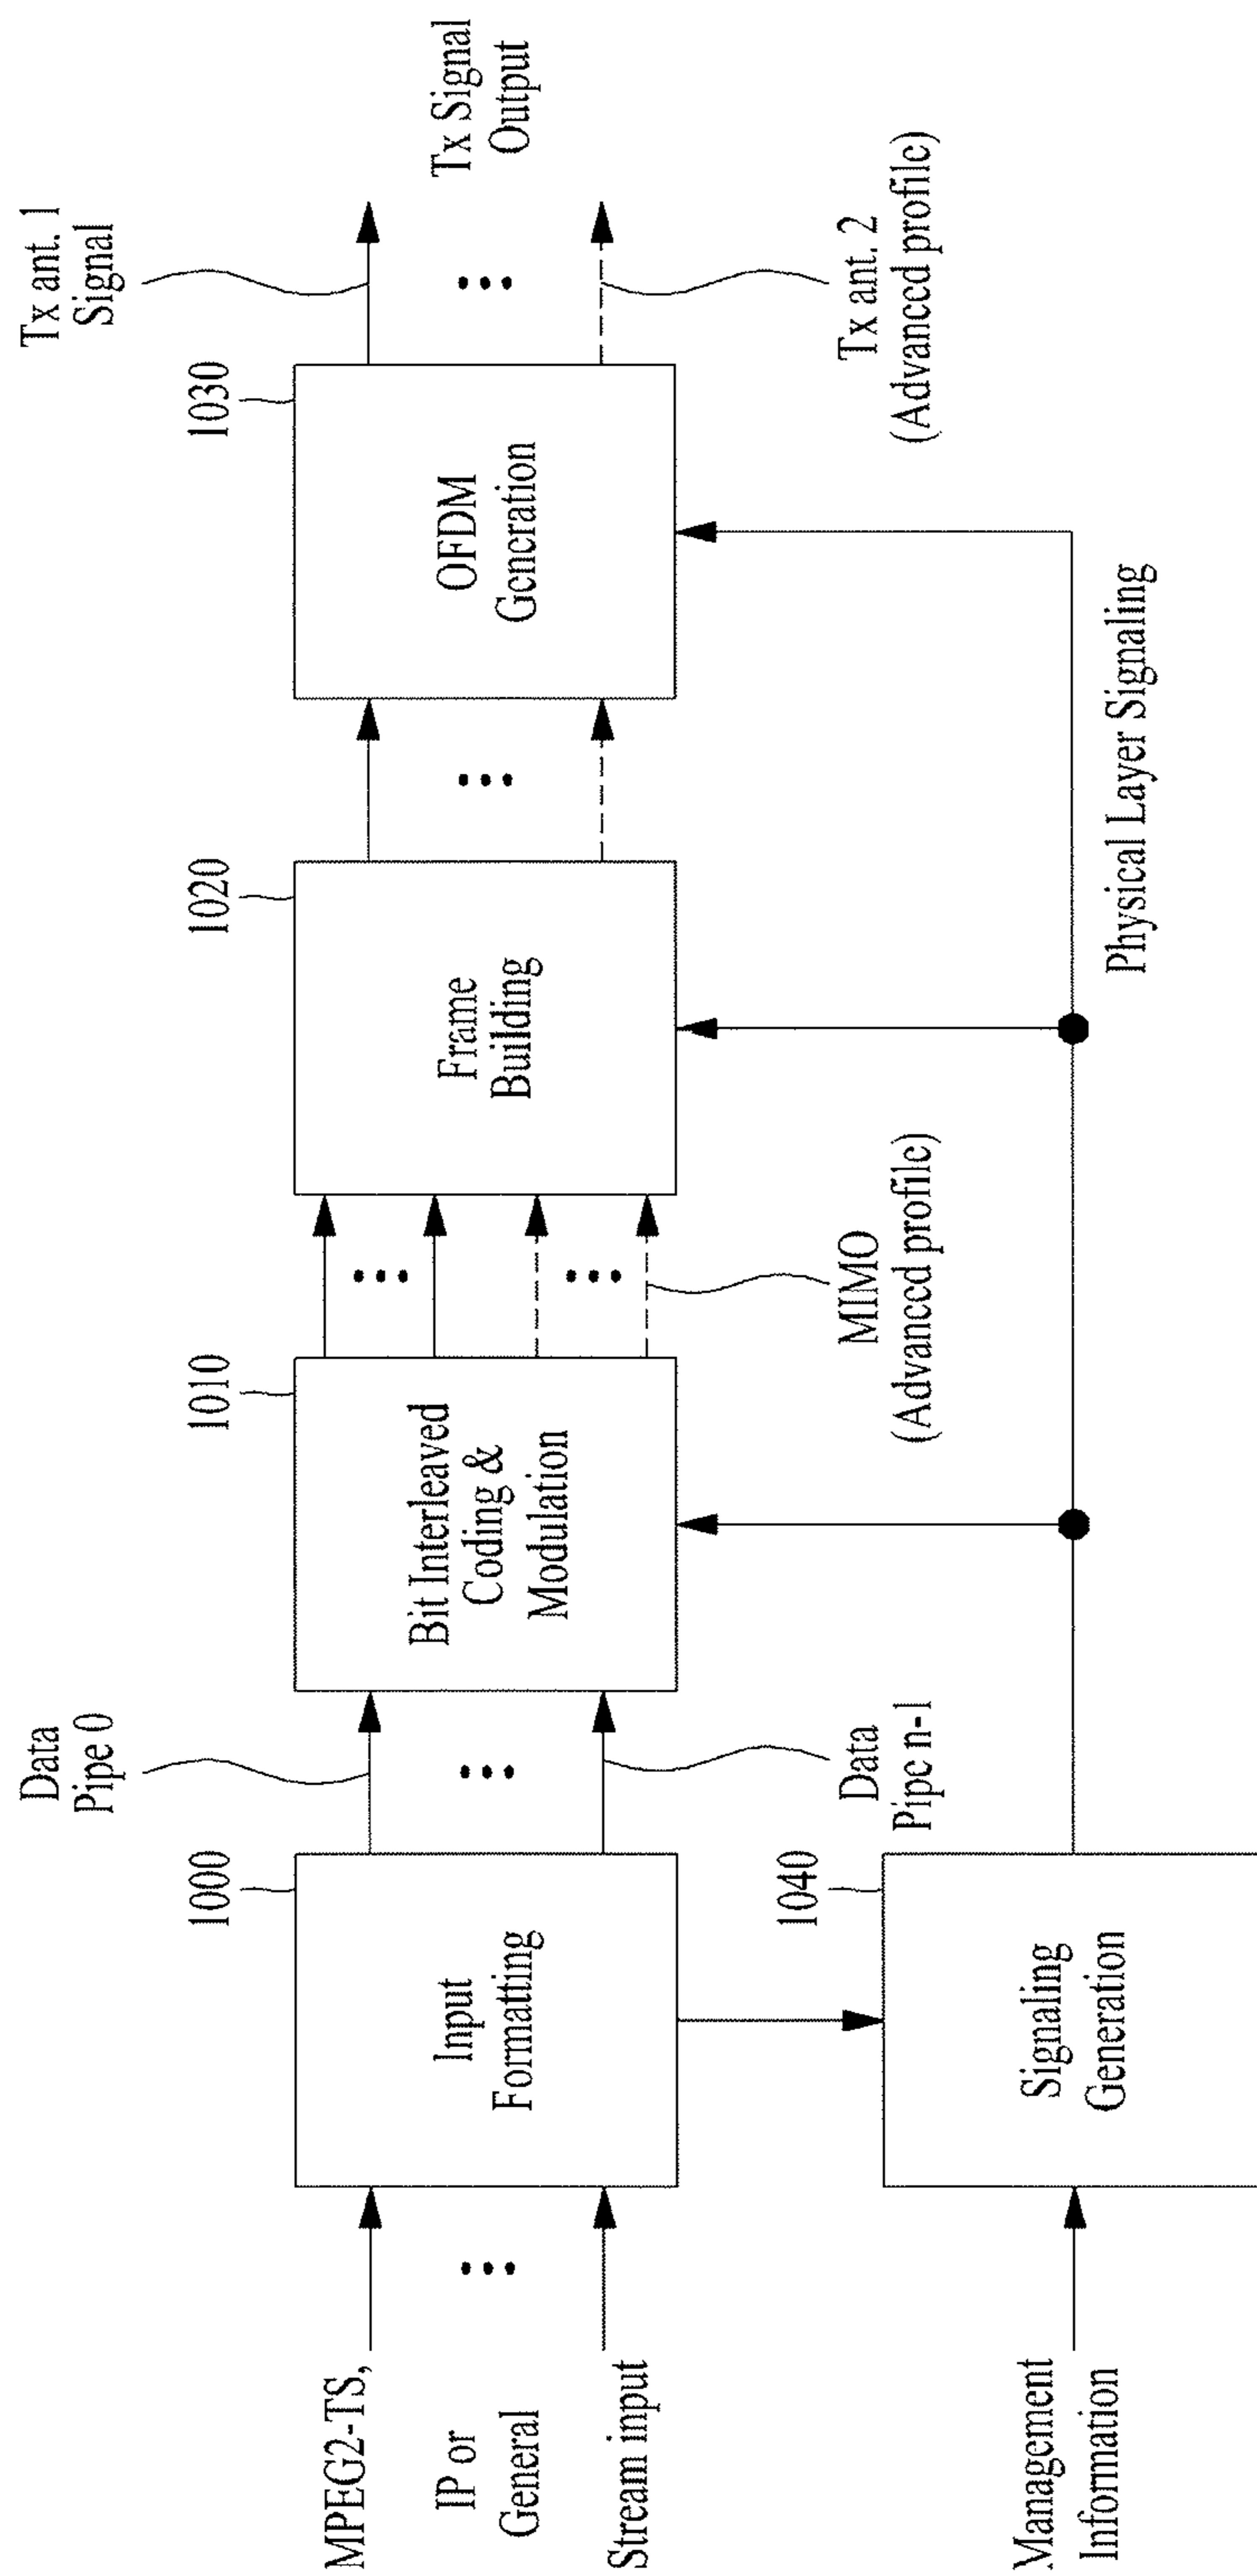 MPEG2-TS,
IP or
General
Stream input
Management
Information
1000
Input
Formatting
1040
Signaling
Generation
Data
Pipe 0
Data
Pipe n-1
1010
Bit Interleaved
Coding &
Modulation
MIMO
(Advanced profile)
1020
Frame
Building
Physical Layer Signaling
1030
OFDM
Generation
Tx ant. 1
Signal
Tx Signal
Output
Tx ant. 2
(Advanced profile)